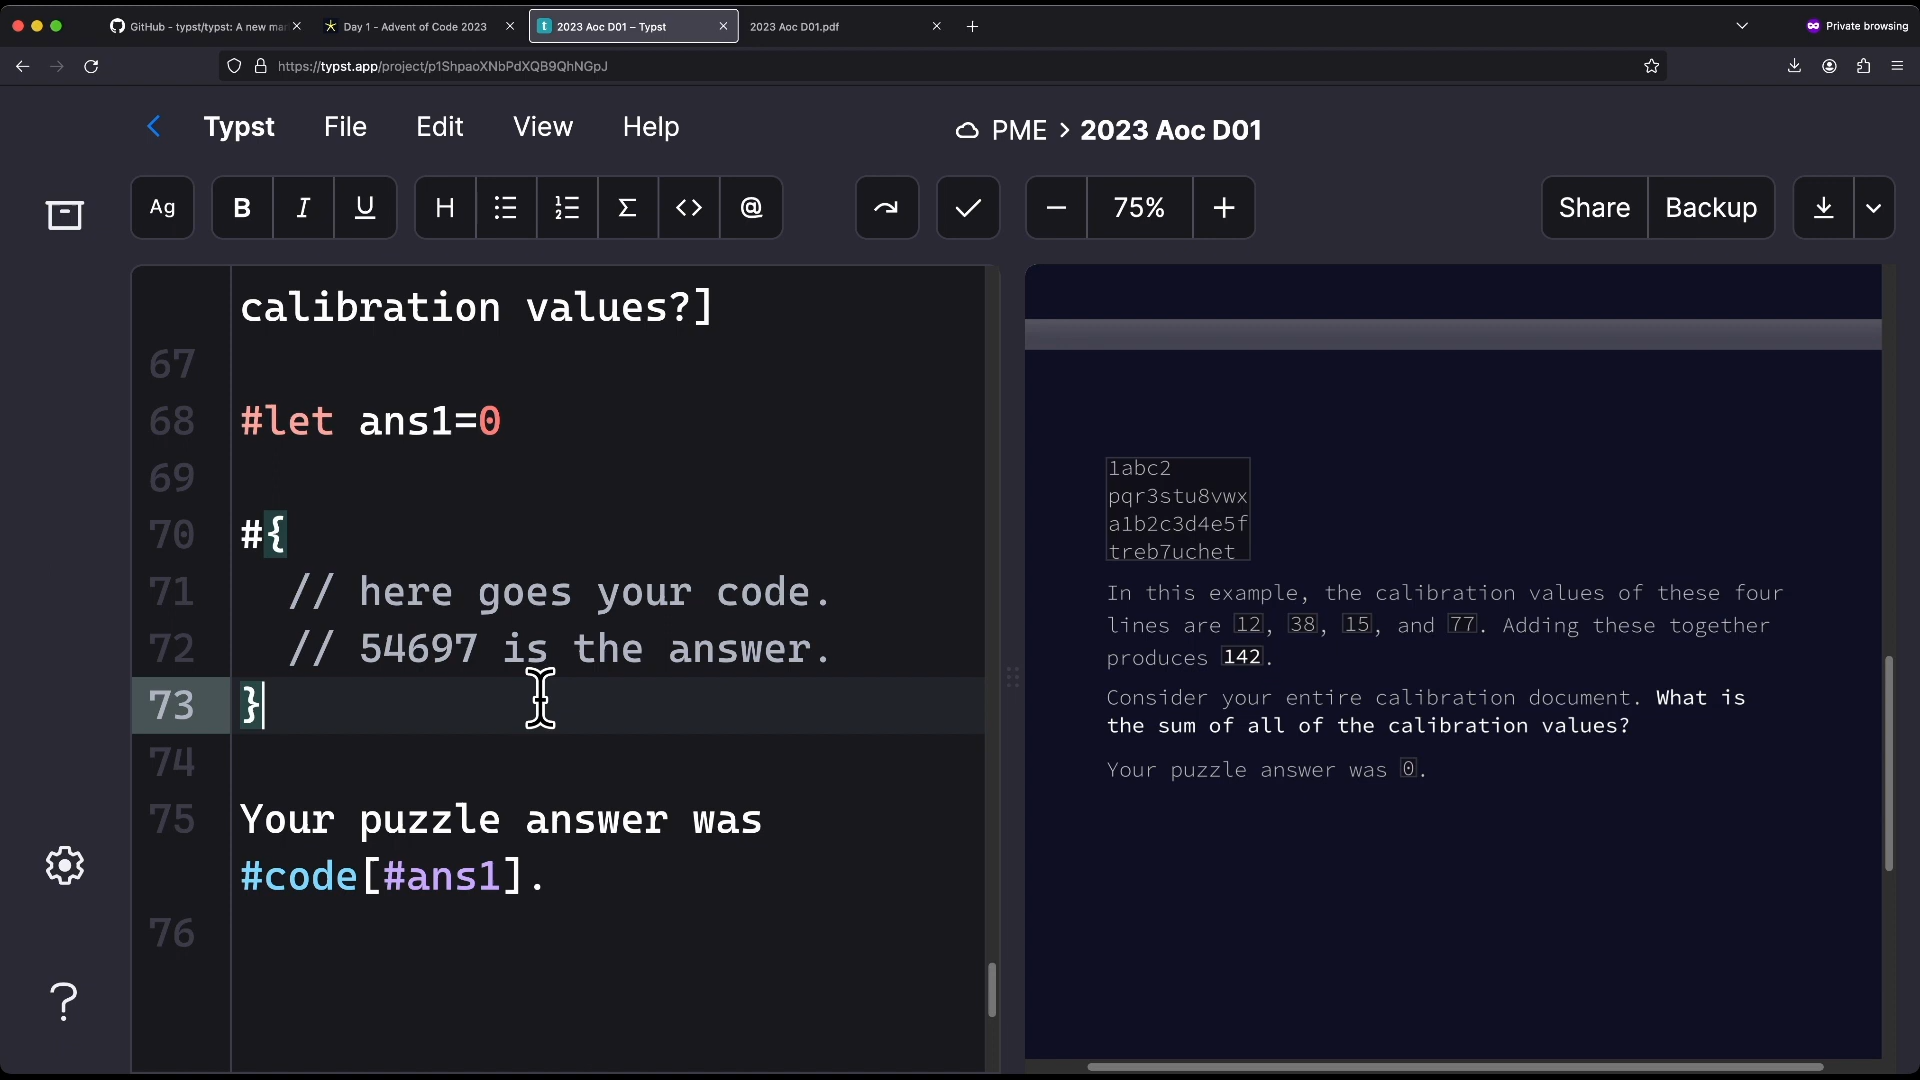 GitHub - typst/typst: A new mar
Day 1 - Advent of Code 2023
2023 Aoc D01 – Typst
2023 Aoc D01.pdf
Private browsing
https://typst.app/project/p1ShpaoXNbPdXQB9QhNGpJ
Typst File Edit View Help
PME > 2023 Aoc D01
Ag B I U H Σ <> @
75%
Share Backup
calibration values?]
67
68 #let ans1=0
69
70 #{
71 // here goes your code.
72 // 54697 is the answer.
73 }
74
75 Your puzzle answer was
#code[#ans1].
76
1abc2
pqr3stu8vwx
a1b2c3d4e5f
treb7uchet
In this example, the calibration values of these four
lines are 12, 38, 15, and 77. Adding these together
produces 142.
Consider your entire calibration document. What is
the sum of all of the calibration values?
Your puzzle answer was 0.